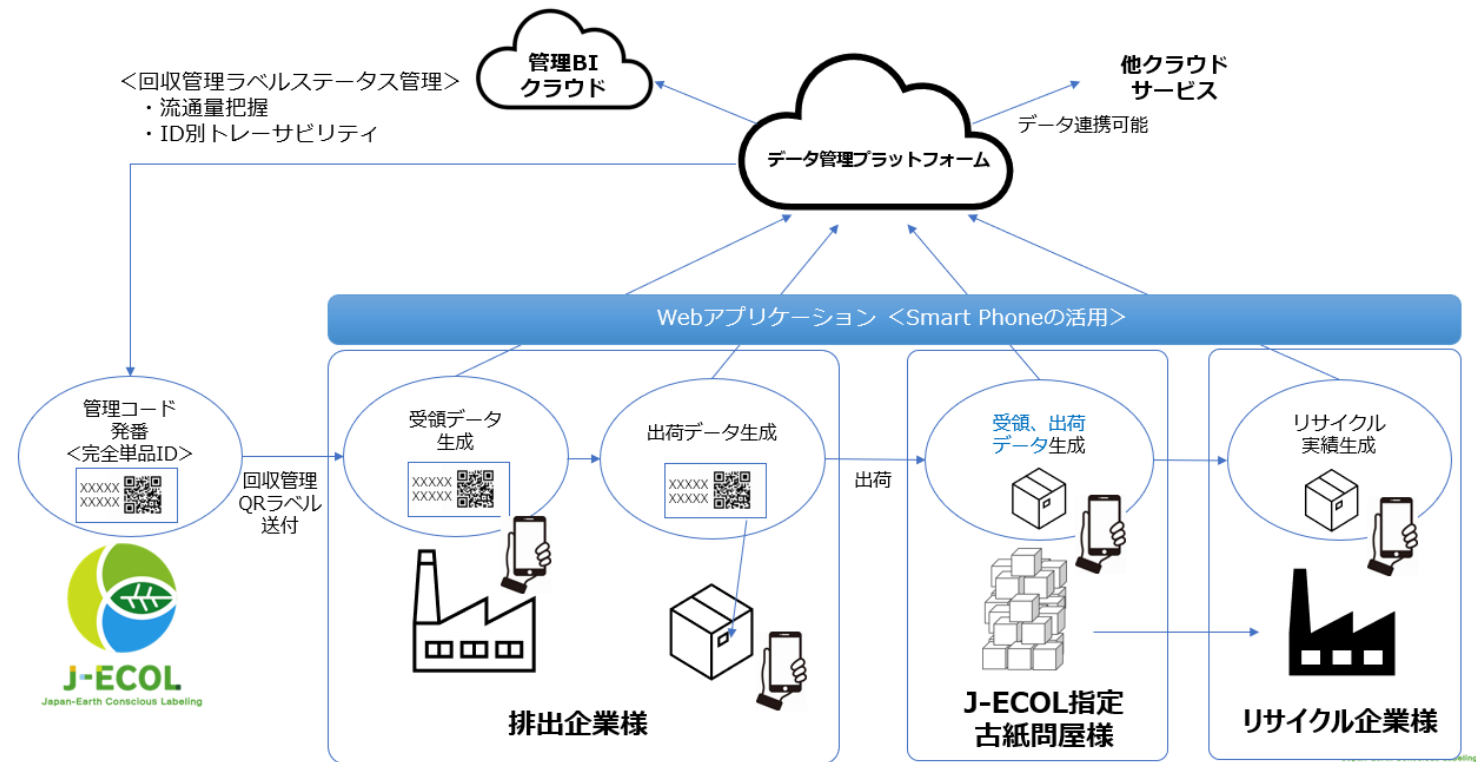 管理BI
クラウド
他クラウド
サービス
データ連携可能
<回収管理ラベルステータス管理>
・流通量把握
・ID別トレーサビリティ
データ管理プラットフォーム
Webアプリケーション <Smart Phoneの活用>
管理コード
発番
<完全単品ID>
XXXXX
XXXXX
回収管理
QRラベル
送付
受領データ
生成
XXXXX
XXXXX
出荷データ生成
XXXXX
XXXXX
出荷
受領、出荷
データ生成
リサイクル
実績生成
J-ECOL
Japan-Earth Conscious Labeling
排出企業様
J-ECOL指定
古紙問屋様
リサイクル企業様